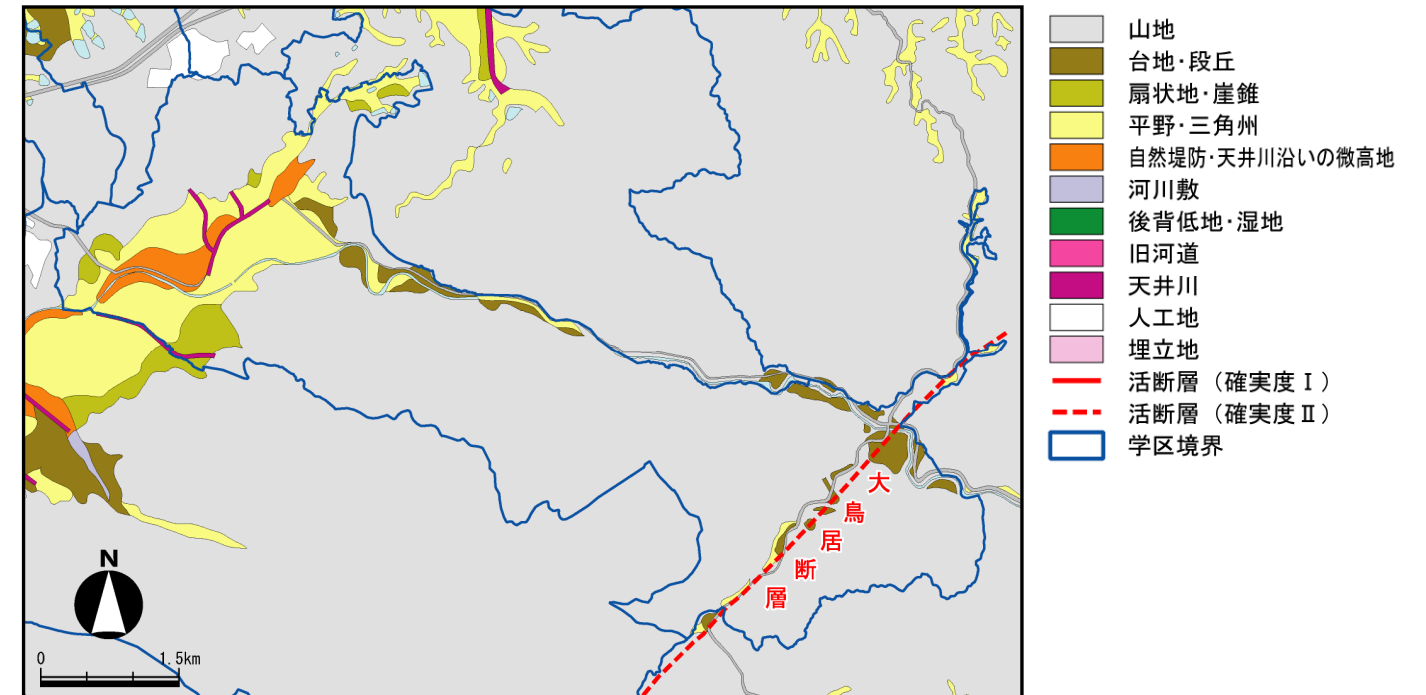 山地
台地・段丘
扇状地・崖錐
平野・三角州
自然堤防・天井川沿いの微高地
河川敷
後背低地・湿地
旧河道
天井川
人工地
埋立地
活断層（確実度Ⅰ）
活断層（確実度Ⅱ）
学区境界
大鳥居断層
N
0 1.5km